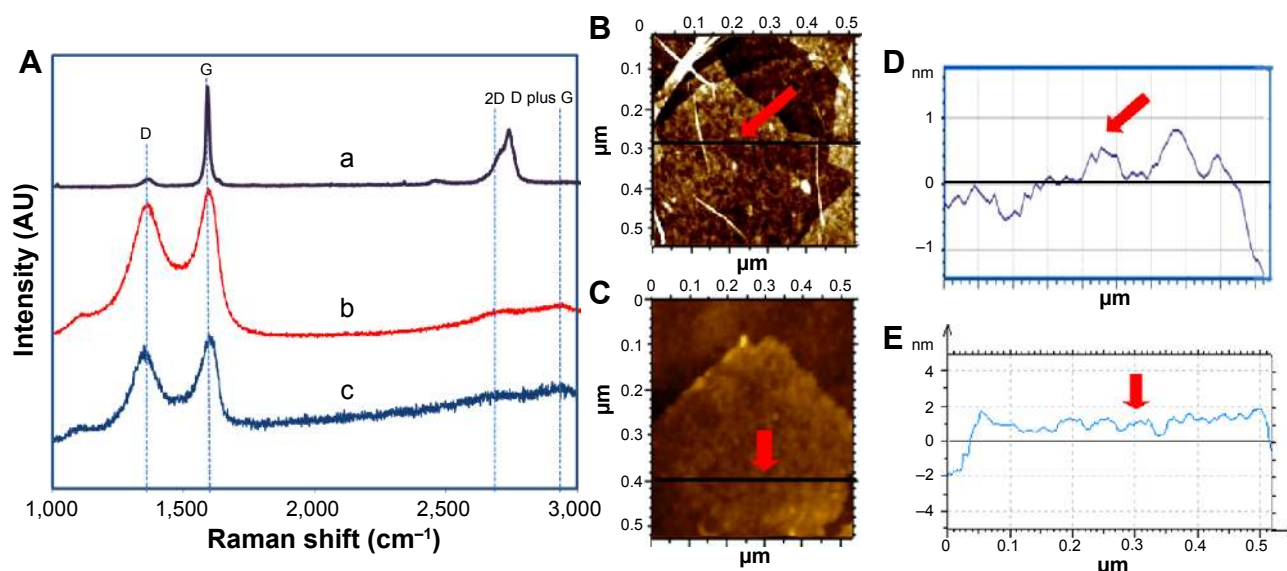 A
Intensity (AU)
D
G
2D
D plus G
a
b
c
1,000
1,500
2,000
2,500
3,000
Raman shift (cm⁻¹)
B
0
0.1
0.2
0.3
0.4
0.5
0.1
0.2
0.3
0.4
0.5
µm
µm
C
0
0.1
0.2
0.3
0.4
0.5
0
0.1
0.2
0.3
0.4
0.5
µm
µm
D
nm
1
0
–1
µm
E
nm
4
2
0
–2
–4
0
0.1
0.2
0.3
0.4
0.5
µm